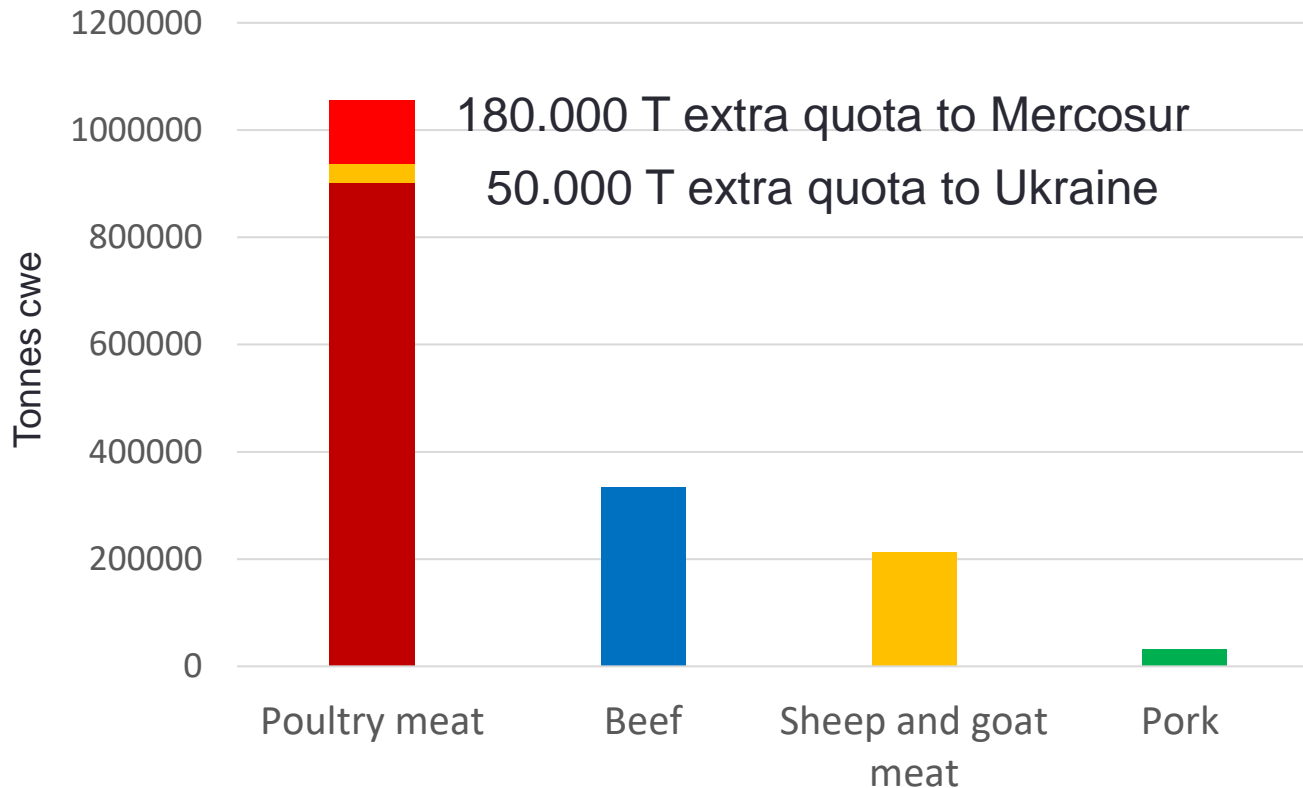 1200000
1000000
800000
600000
400000
200000
0
Tonnes cwe
180.000 T extra quota to Mercosur
50.000 T extra quota to Ukraine
Poultry meat
Beef
Sheep and goat
meat
Pork